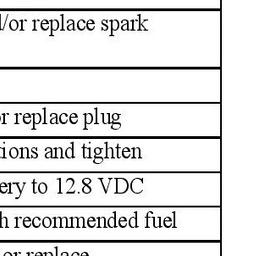 /or replace spark
or replace plug
tions and tighten
ery to 12.8 VDC
h recommended fuel
or replace